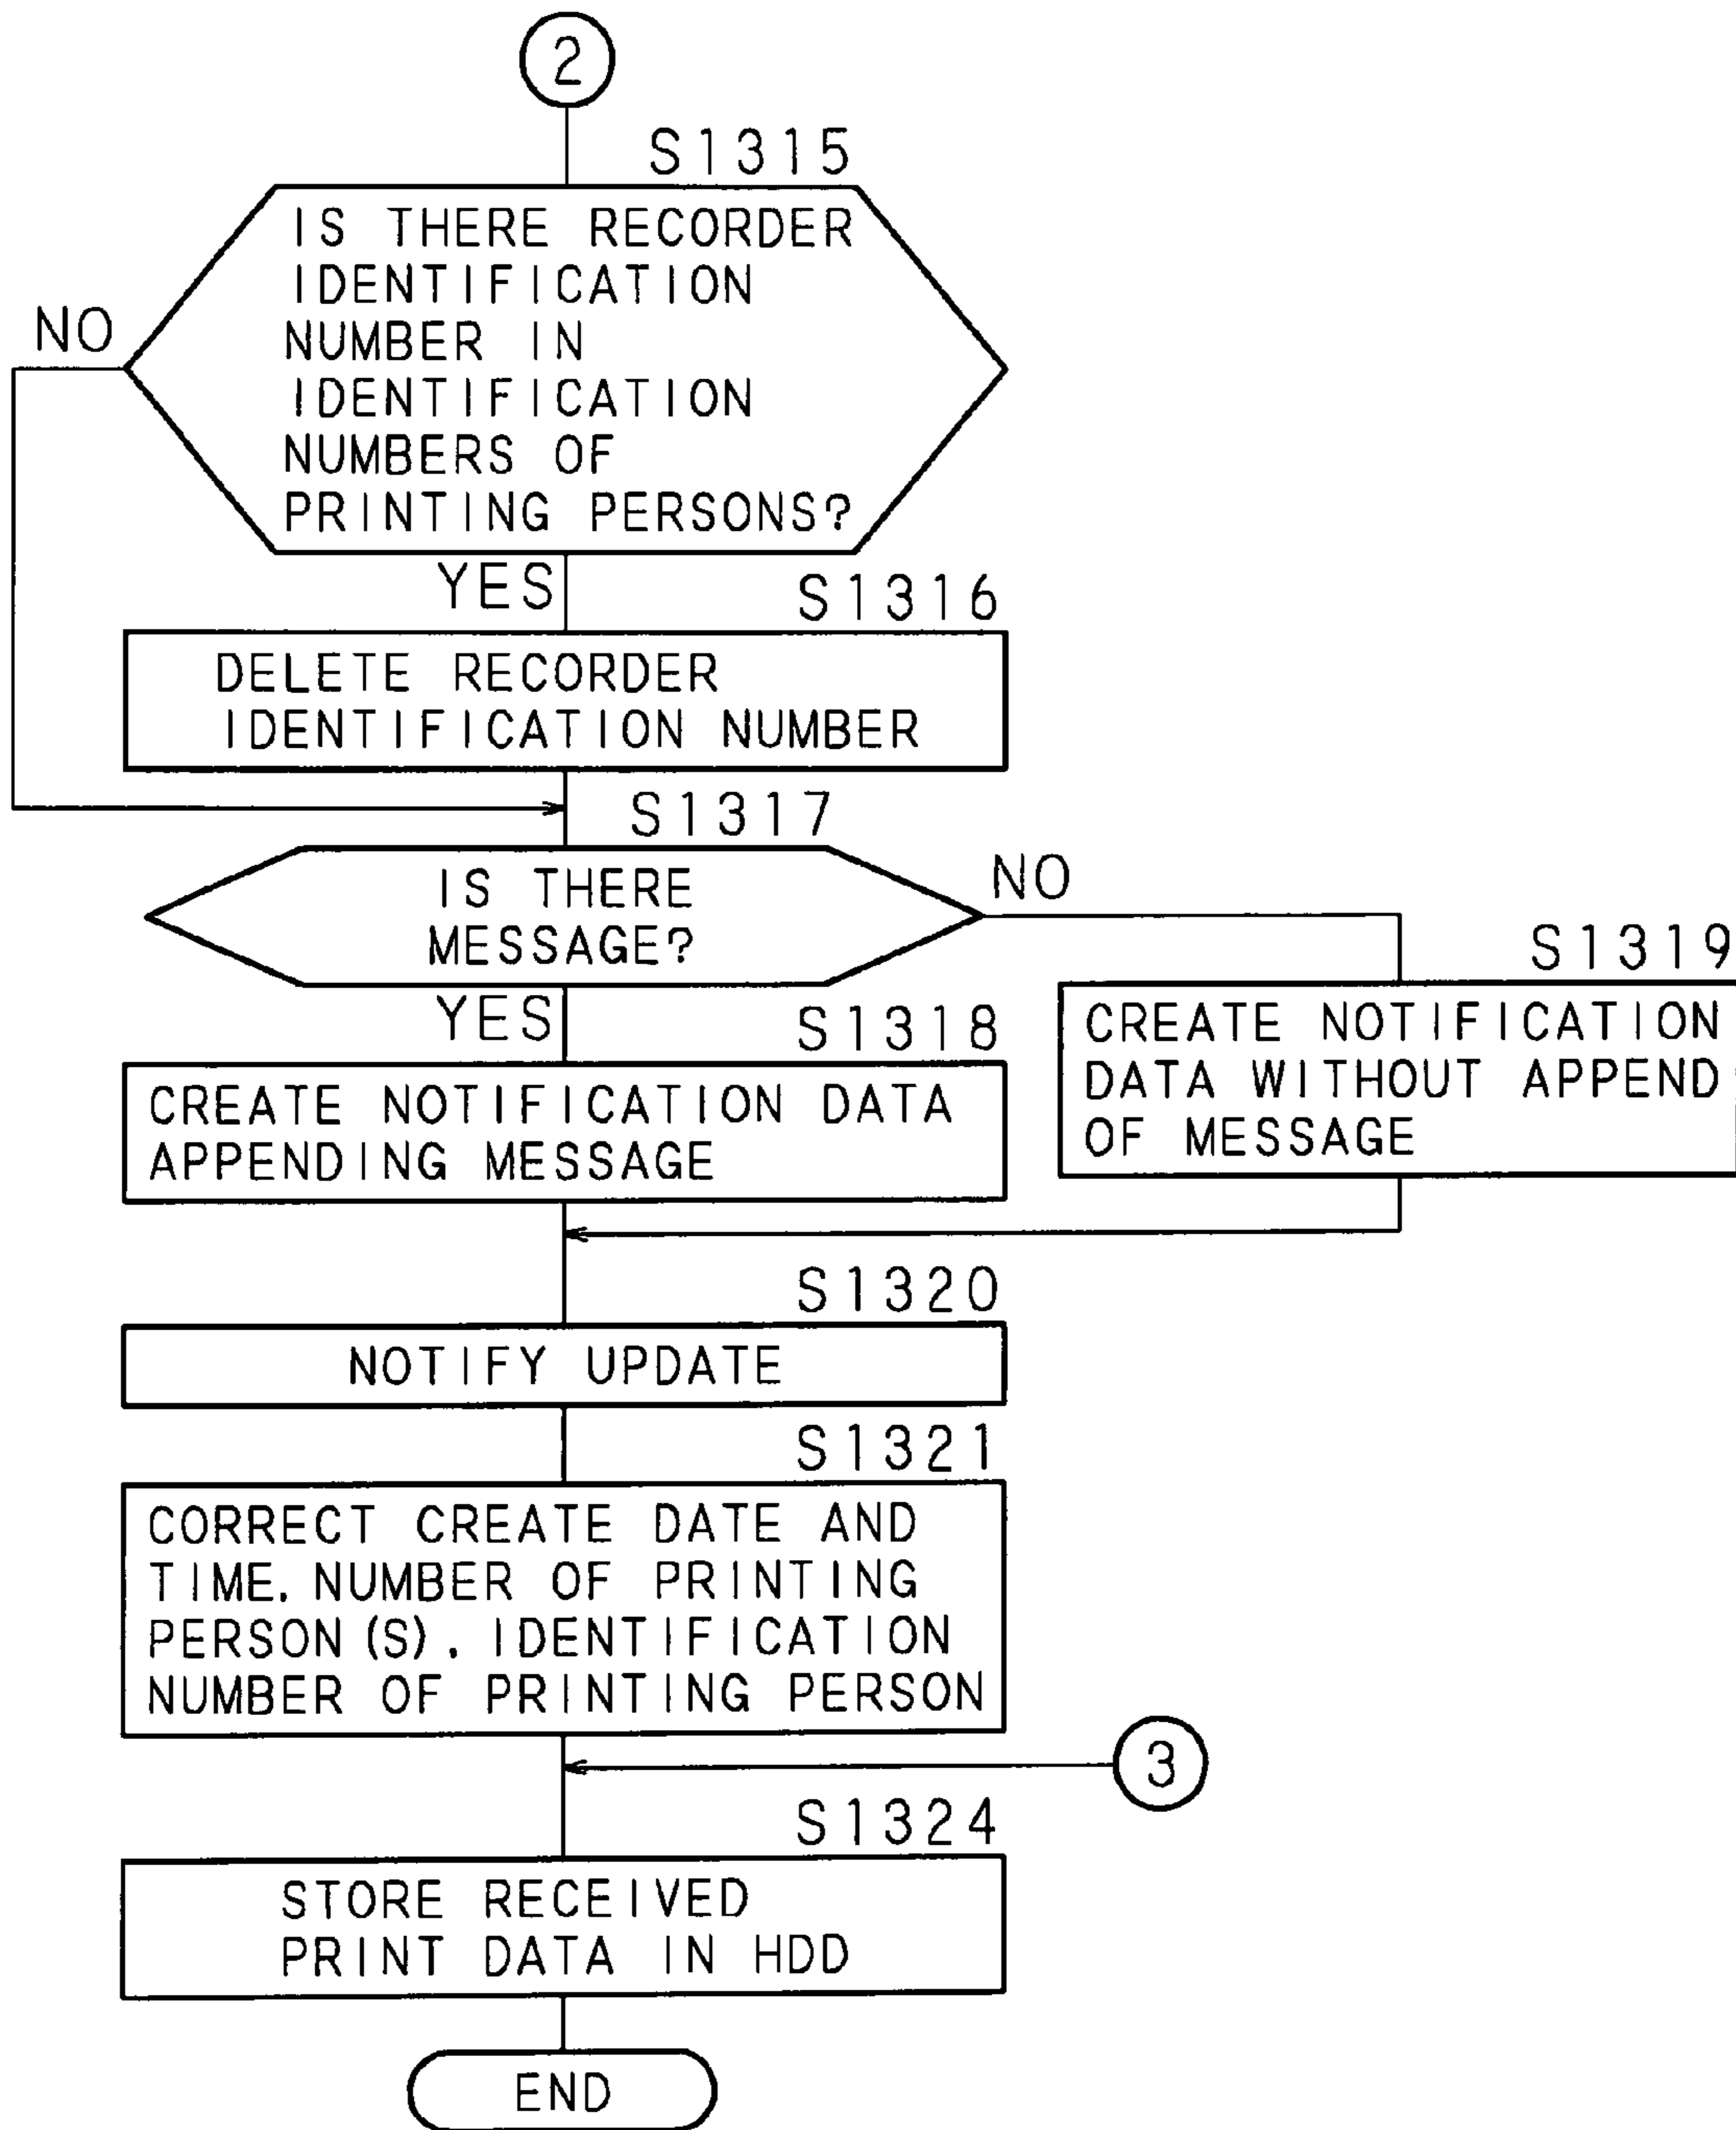 2
S1315
IS THERE RECORDER
IDENTIFICATION
NUMBER IN
IDENTIFICATION
NUMBERS OF
PRINTING PERSONS?
NO
YES
S1316
DELETE RECORDER
IDENTIFICATION NUMBER
S1317
IS THERE
MESSAGE?
NO
YES
S1318
CREATE NOTIFICATION DATA
APPENDING MESSAGE
S1319
CREATE NOTIFICATION
DATA WITHOUT APPEND
OF MESSAGE
S1320
NOTIFY UPDATE
S1321
CORRECT CREATE DATE AND
TIME. NUMBER OF PRINTING
PERSON(S). IDENTIFICATION
NUMBER OF PRINTING PERSON
3
S1324
STORE RECEIVED
PRINT DATA IN HDD
END